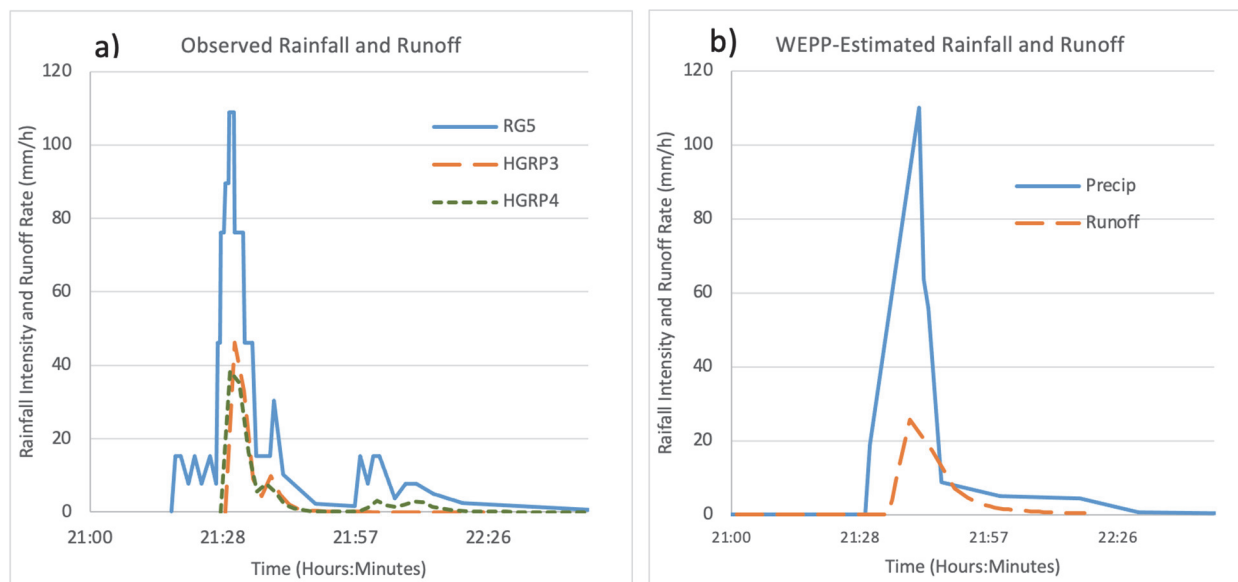 a)
Observed Rainfall and Runoff
Rainfall Intensity and Runoff Rate (mm/h)
120
100
80
60
40
20
0
RG5
HGRP3
HGRP4
21:00
21:28
21:57
22:26
Time (Hours:Minutes)
b)
WEPP-Estimated Rainfall and Runoff
Raifall Intensity and Runoff Rate (mm/h)
120
100
80
60
40
20
0
Precip
Runoff
21:00
21:28
21:57
22:26
Time (Hours:Minutes)